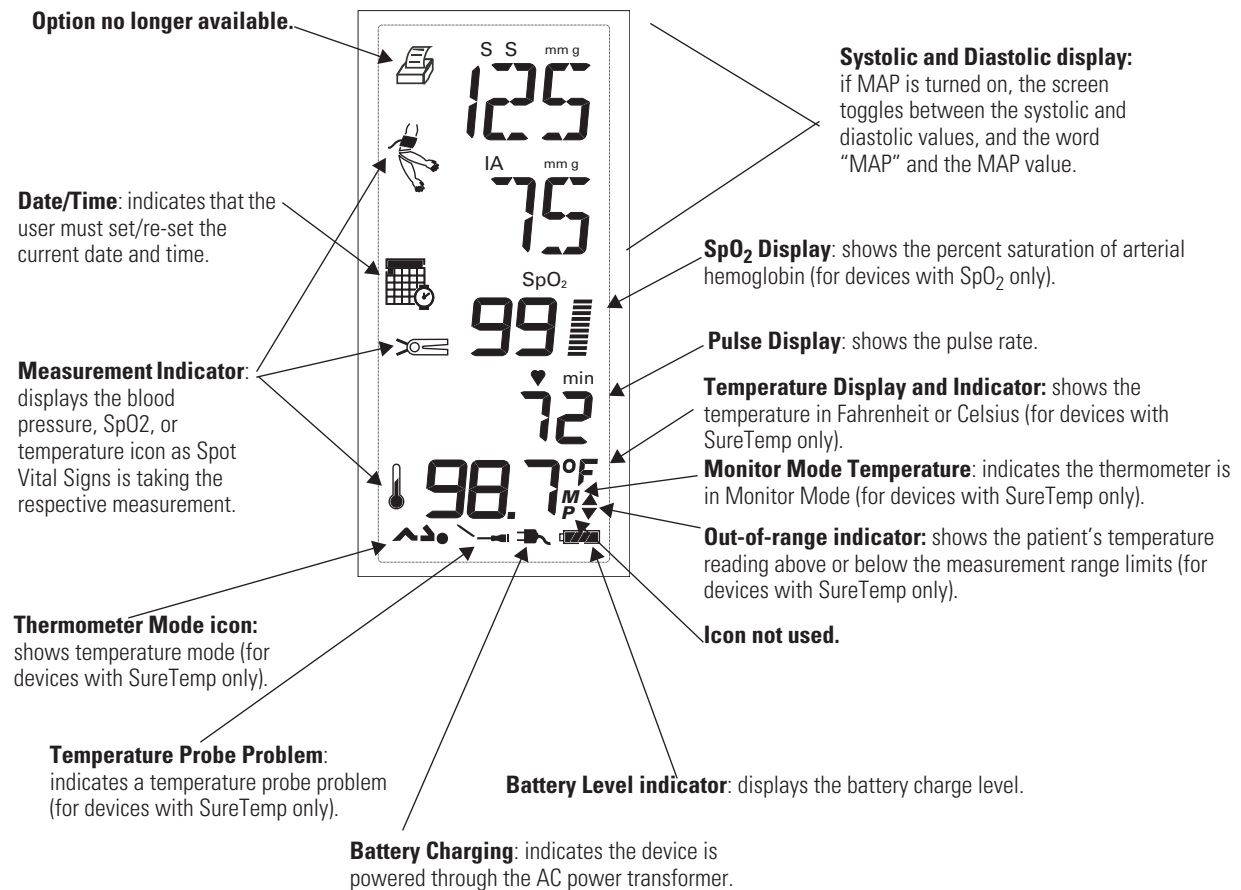 Option no longer available.
S S mm g
125
IA mm g
75
SpO₂
99
min
72
98.7°F
M
P
Systolic and Diastolic display:
if MAP is turned on, the screen
toggles between the systolic and
diastolic values, and the word
“MAP” and the MAP value.
Date/Time: indicates that the
user must set/re-set the
current date and time.
SpO₂ Display: shows the percent saturation of arterial
hemoglobin (for devices with SpO₂ only).
Pulse Display: shows the pulse rate.
Measurement Indicator:
displays the blood
pressure, SpO2, or
temperature icon as Spot
Vital Signs is taking the
respective measurement.
Temperature Display and Indicator: shows the
temperature in Fahrenheit or Celsius (for devices with
SureTemp only).
Monitor Mode Temperature: indicates the thermometer is
in Monitor Mode (for devices with SureTemp only).
Out-of-range indicator: shows the patient’s temperature
reading above or below the measurement range limits (for
devices with SureTemp only).
Icon not used.
Thermometer Mode icon:
shows temperature mode (for
devices with SureTemp only).
Temperature Probe Problem:
indicates a temperature probe problem
(for devices with SureTemp only).
Battery Level indicator: displays the battery charge level.
Battery Charging: indicates the device is
powered through the AC power transformer.